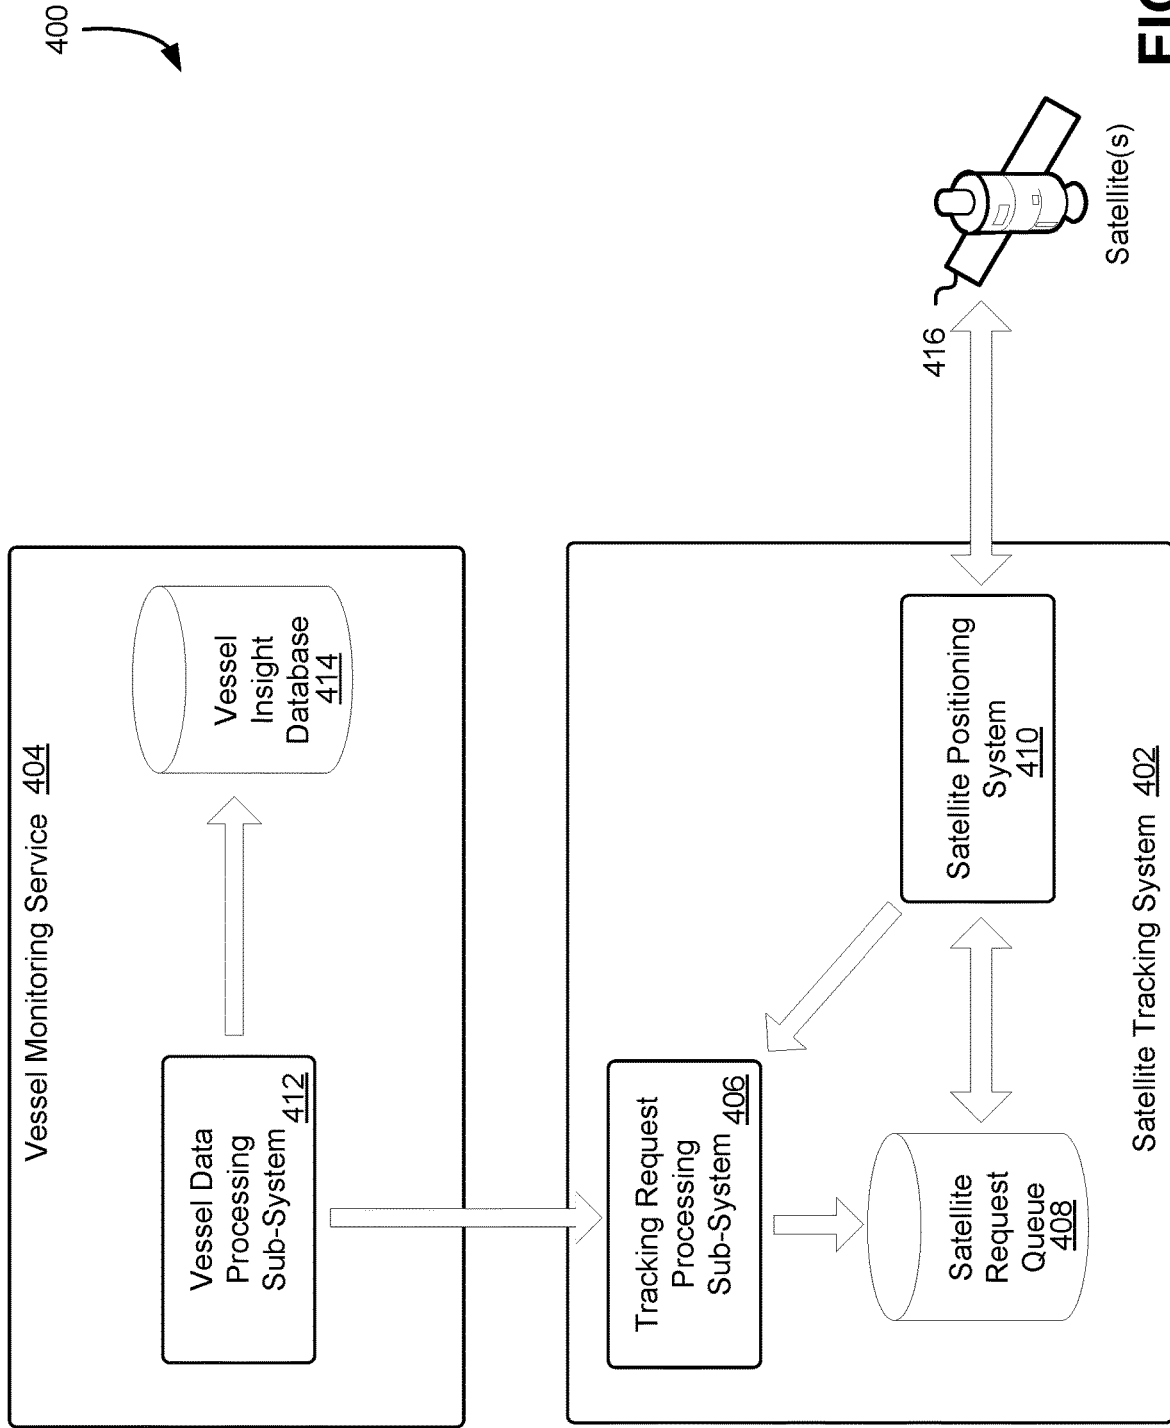 400
Vessel Monitoring Service 404
Vessel Data
Processing
Sub-System 412
Vessel
Insight
Database
414
Tracking Request
Processing
Sub-System 406
Satellite
Request
Queue
408
Satellite Positioning
System
410
416
Satellite(s)
Satellite Tracking System 402